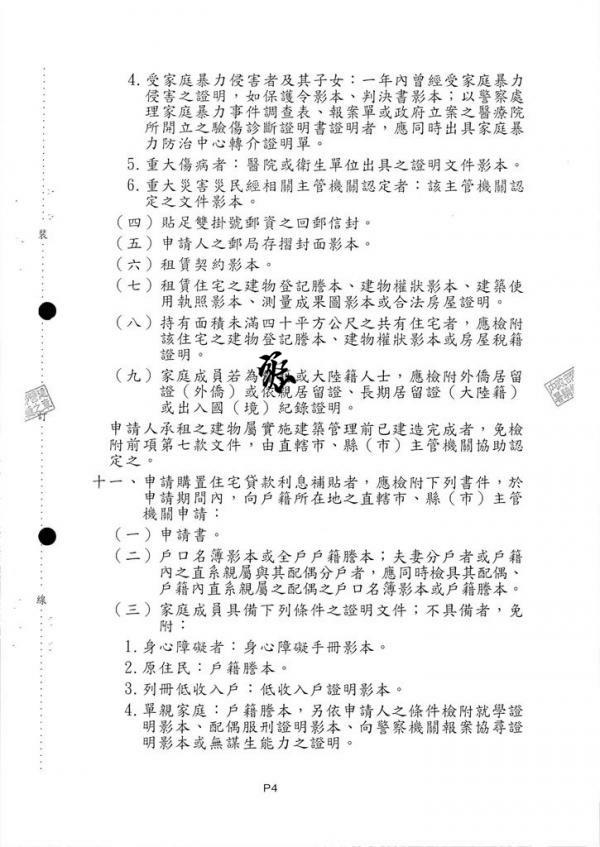 4.受家庭暴力侵害者及其子女：一年內曾經受家庭暴力
侵害之證明，如保護令影本、判決書影本；以警察處
理家庭暴力事件調查表、報案單或政府立案之醫療院
所開立之驗傷診斷證明書證明者，應同時出具家庭暴
力防治中心轉介證明單。
5.重大傷病者：醫院或衛生單位出具之證明文件影本。
6.重大災害災民經相關主管機關認定者：該主管機關認
定之文件影本。
（四）貼足雙掛號郵資之回郵信封。
（五）申請人之郵局存摺封面影本。
（六）租賃契約影本。
（七）租賃住宅之建物登記謄本、建物權狀影本、建築使
用執照影本、測量成果圖影本或合法房屋證明。
（八）持有面積未滿四十平方公尺之共有住宅者，應檢附
該住宅之建物登記謄本、建物權狀影本或房屋稅籍
證明。
（九）家庭成員若為或大陸籍人士，應檢附外僑居留
證（外僑）或依親居留證、長期居留證（大陸籍）
或出入國（境）紀錄證明。
申請人承租之建物屬實施建築管理前已建造完成者，免檢
附前項第七款文件，由直轄市、縣（市）主管機關協助認
定之。
十一、申請購置住宅貸款利息補貼者，應檢附下列書件，於
申請期間內，向戶籍所在地之直轄市、縣（市）主管
機關申請：
（一）申請書。
（二）戶口名簿影本或全戶戶籍謄本；夫妻分戶者或戶籍
內之直系親屬與其配偶分戶者，應同時檢具其配偶、
戶籍內直系親屬之配偶之戶口名簿影本或戶籍謄本。
（三）家庭成員具備下列條件之證明文件；不具備者，免
附：
1.身心障礙者：身心障礙手冊影本。
2.原住民：戶籍謄本。
3.列冊低收入戶：低收入戶證明影本。
4.單親家庭：戶籍謄本，另依申請人之條件檢附就學證
明影本、配偶服刑證明影本、向警察機關報案協尋證
明影本或無謀生能力之證明。
裝
訂
線
P4